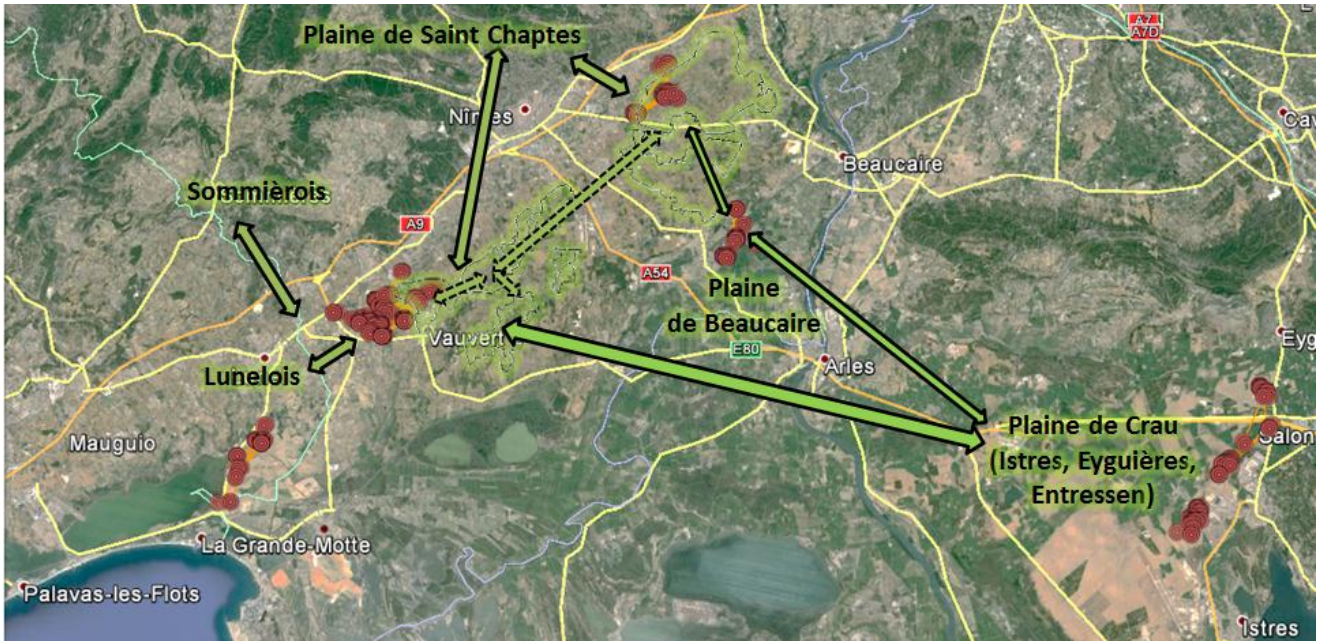 A7
A7D
Plaine de Saint Chaptes
Nîmes
Cav
Beaucaire
Sommièrois
A9
A54
Plaine
de Beaucaire
Vauvert
E80
Eyg
Arles
Lunelois
Mauguio
Plaine de Crau
(Istres, Eyguières,
Entressen)
Salon
La Grande-Motte
Palavas-les-Flots
Istres